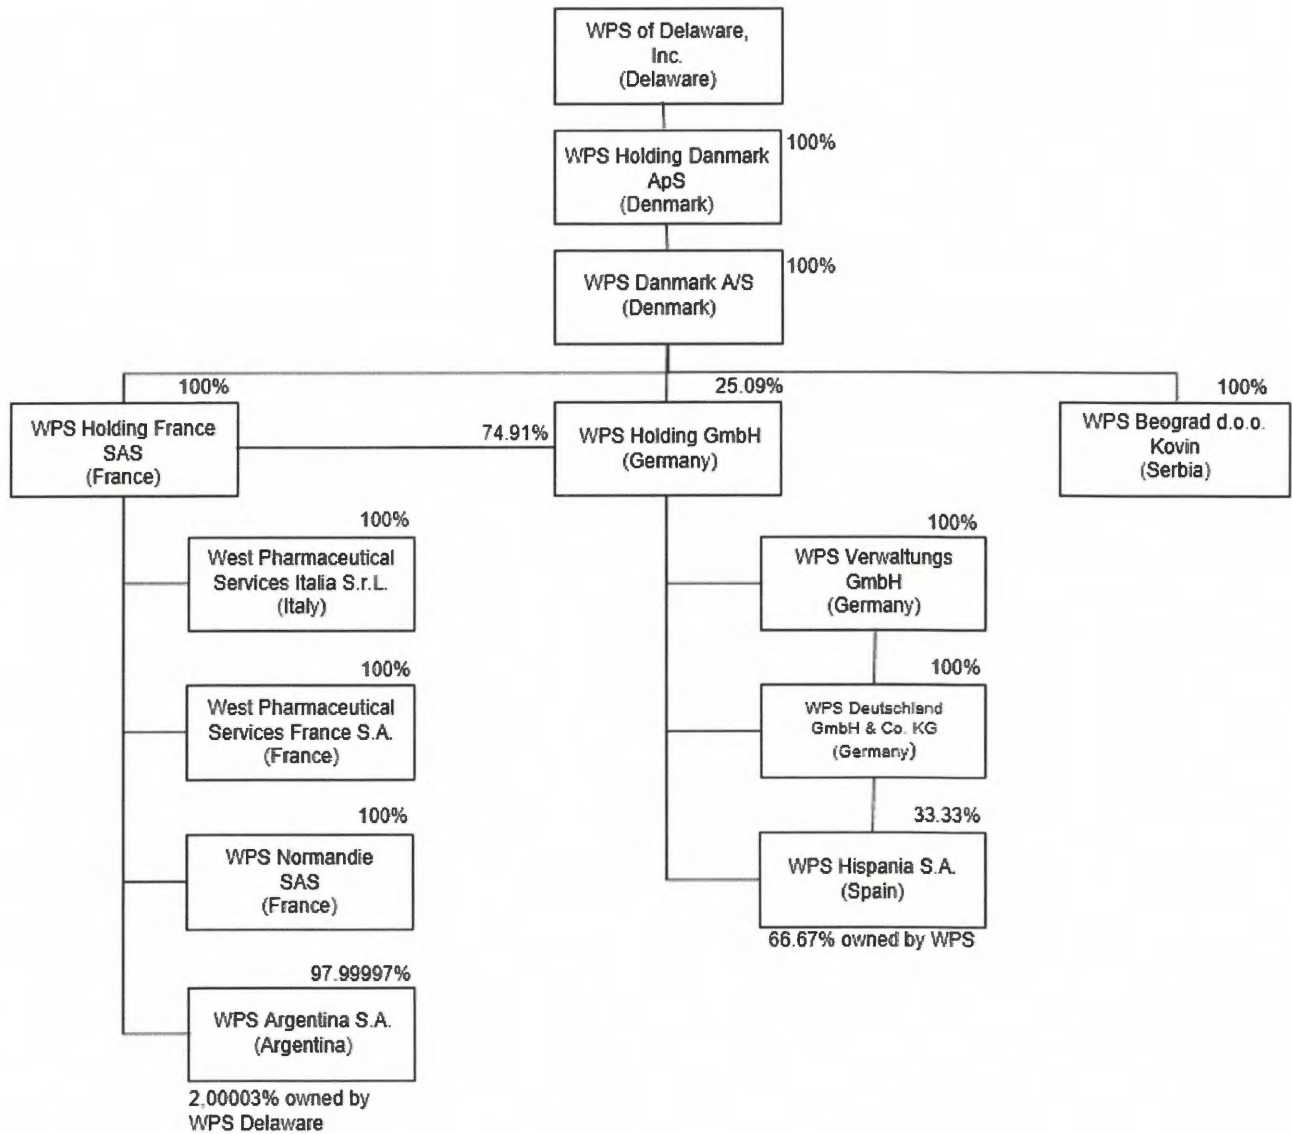 WPS of Delaware,
Inc.
(Delaware)
100%
WPS Holding Danmark
ApS
(Denmark)
100%
WPS Danmark A/S
(Denmark)
100%
WPS Holding France
SAS
(France)
74.91%
25.09%
WPS Holding GmbH
(Germany)
100%
WPS Beograd d.o.o.
Kovin
(Serbia)
100%
West Pharmaceutical
Services Italia S.r.L.
(Italy)
100%
West Pharmaceutical
Services France S.A.
(France)
100%
WPS Normandie
SAS
(France)
97.99997%
WPS Argentina S.A.
(Argentina)
2,00003% owned by
WPS Delaware
100%
WPS Verwaltungs
GmbH
(Germany)
100%
WPS Deutschland
GmbH & Co. KG
(Germany)
33.33%
WPS Hispania S.A.
(Spain)
66.67% owned by WPS